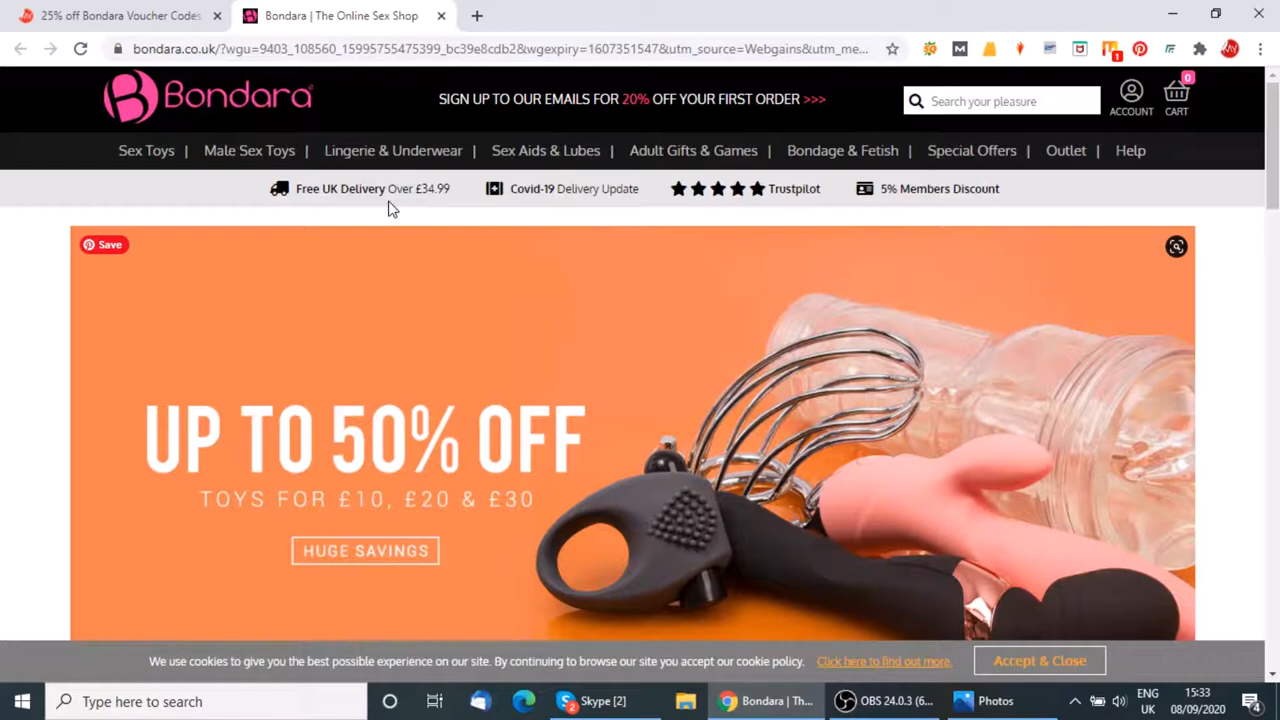 25% off Bondara Voucher Codes
Bondara | The Online Sex Shop
bondara.co.uk/?wgu=9403_108560_15995755475399_bc39e8cdb2&wgexpiry=1607351547&utm_source=Webgains&utm_me...
1
Bondara
SIGN UP TO OUR EMAILS FOR 20% OFF YOUR FIRST ORDER >>>
Search your pleasure
ACCOUNT
0
CART
Sex Toys | Male Sex Toys | Lingerie & Underwear | Sex Aids & Lubes | Adult Gifts & Games | Bondage & Fetish | Special Offers | Outlet | Help
Free UK Delivery Over £34.99
Covid-19 Delivery Update
Trustpilot
5% Members Discount
Save
UP TO 50% OFF
TOYS FOR £10, £20 & £30
HUGE SAVINGS
We use cookies to give you the best possible experience on our site. By continuing to browse our site you accept our cookie policy. Click here to find out more.
Accept & Close
Type here to search
2
Skype [2]
Bondara | Th...
OBS 24.0.3 (6...
Photos
ENG
UK
15:33
08/09/2020
4